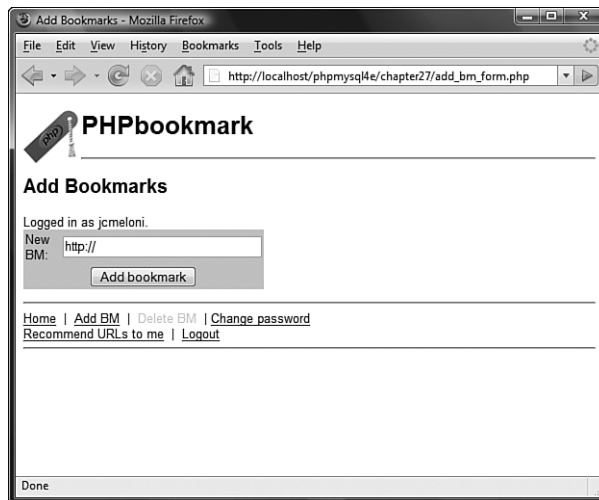 Add Bookmarks - Mozilla Firefox
File Edit View History Bookmarks Tools Help
http://localhost/phpmysql4e/chapter27/add_bm_form.php
php
PHPbookmark
Add Bookmarks
Logged in as jcmeloni.
New BM:
http://
Add bookmark
Home | Add BM | Delete BM | Change password
Recommend URLs to me | Logout
Done